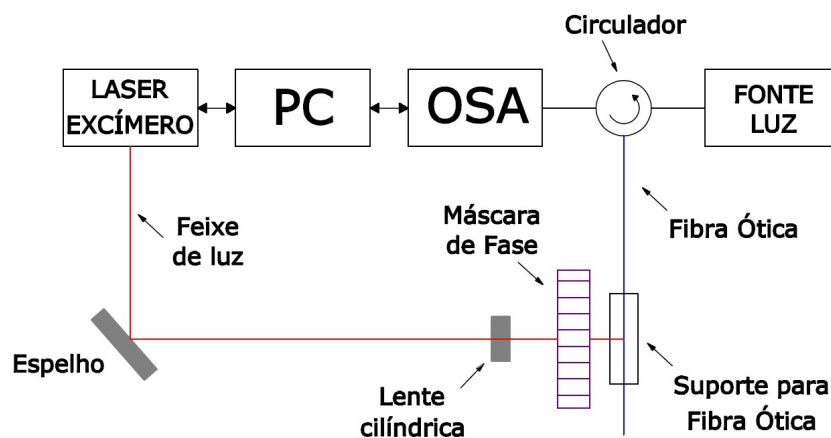 Circulador
LASER
EXCÍMERO
PC
OSA
FONTE
LUZ
Feixe
de luz
Máscara
de Fase
Fibra Ótica
Espelho
Lente
cilíndrica
Suporte para
Fibra Ótica